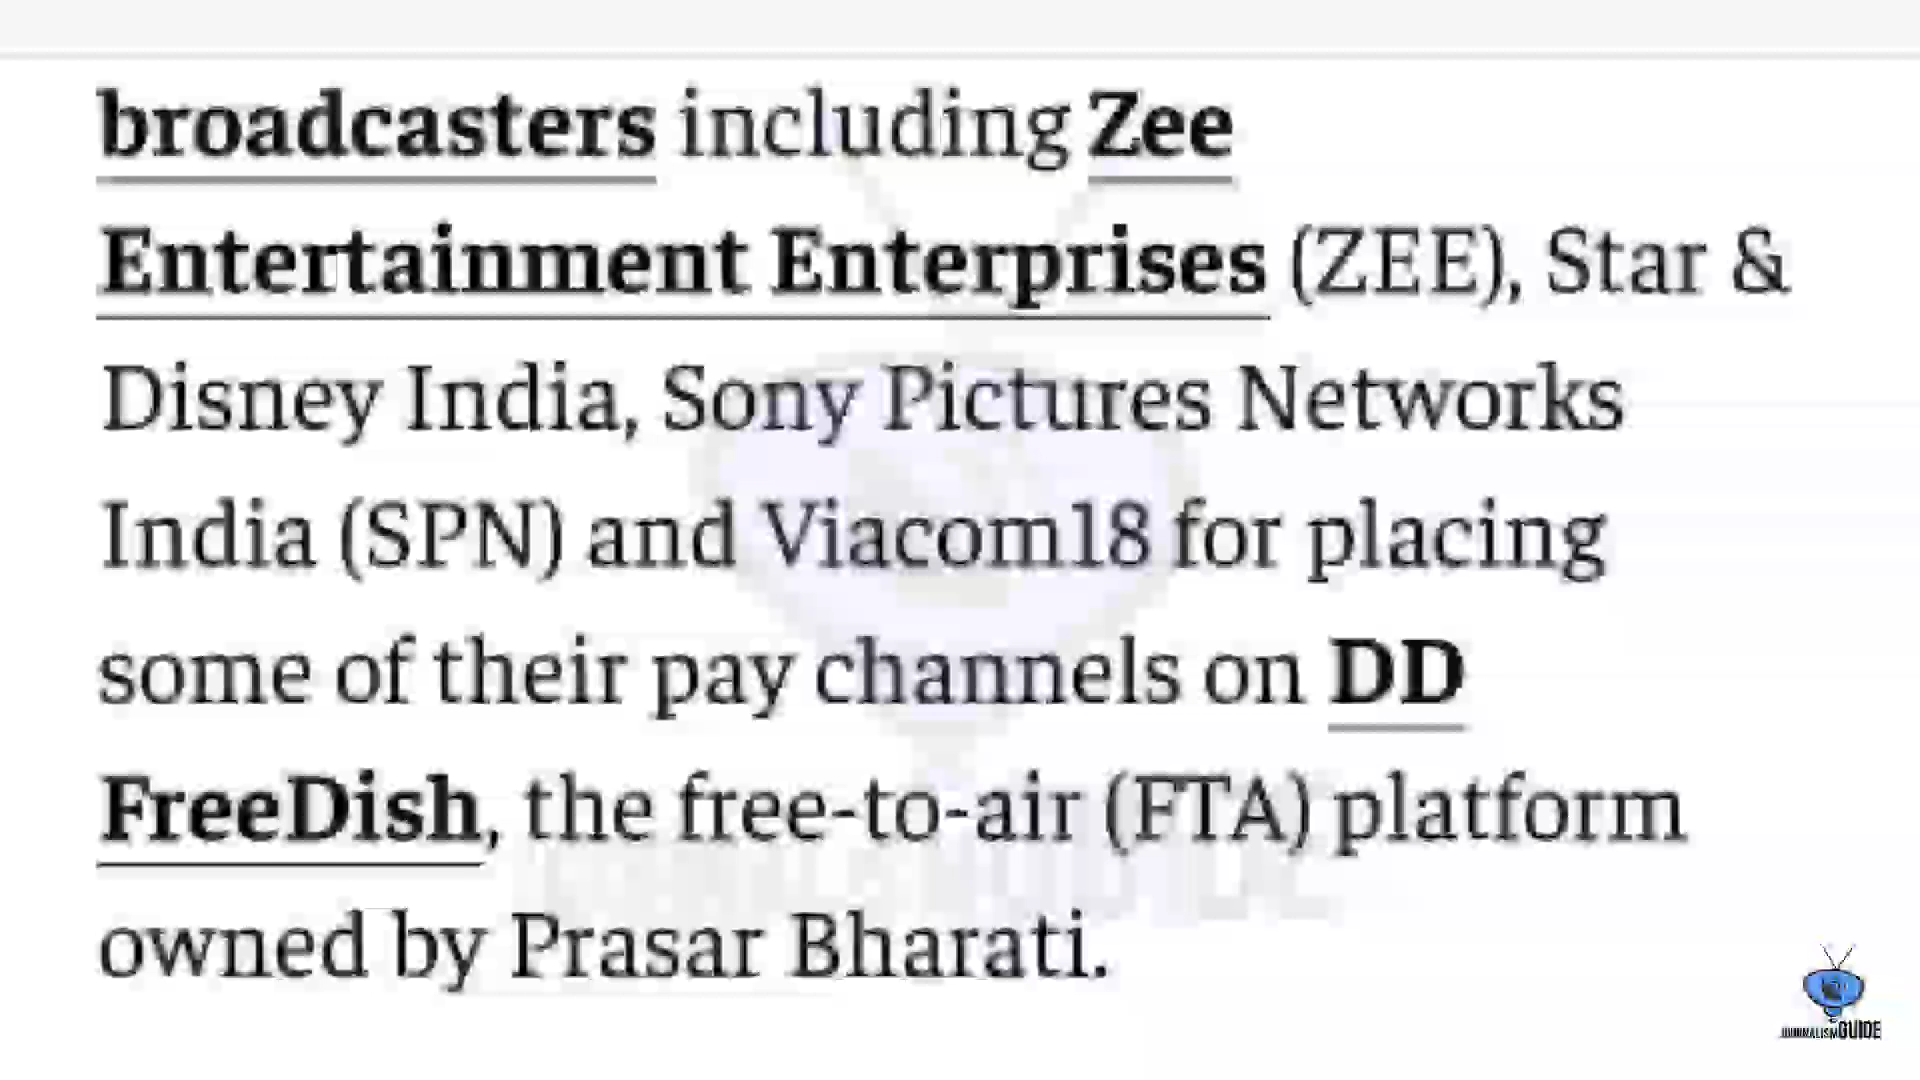 broadcasters including Zee
Entertainment Enterprises (ZEE), Star &
Disney India, Sony Pictures Networks
India (SPN) and Viacom18 for placing
some of their pay channels on DD
FreeDish, the free-to-air (FTA) platform
owned by Prasar Bharati.
JOURNALISMGUIDE